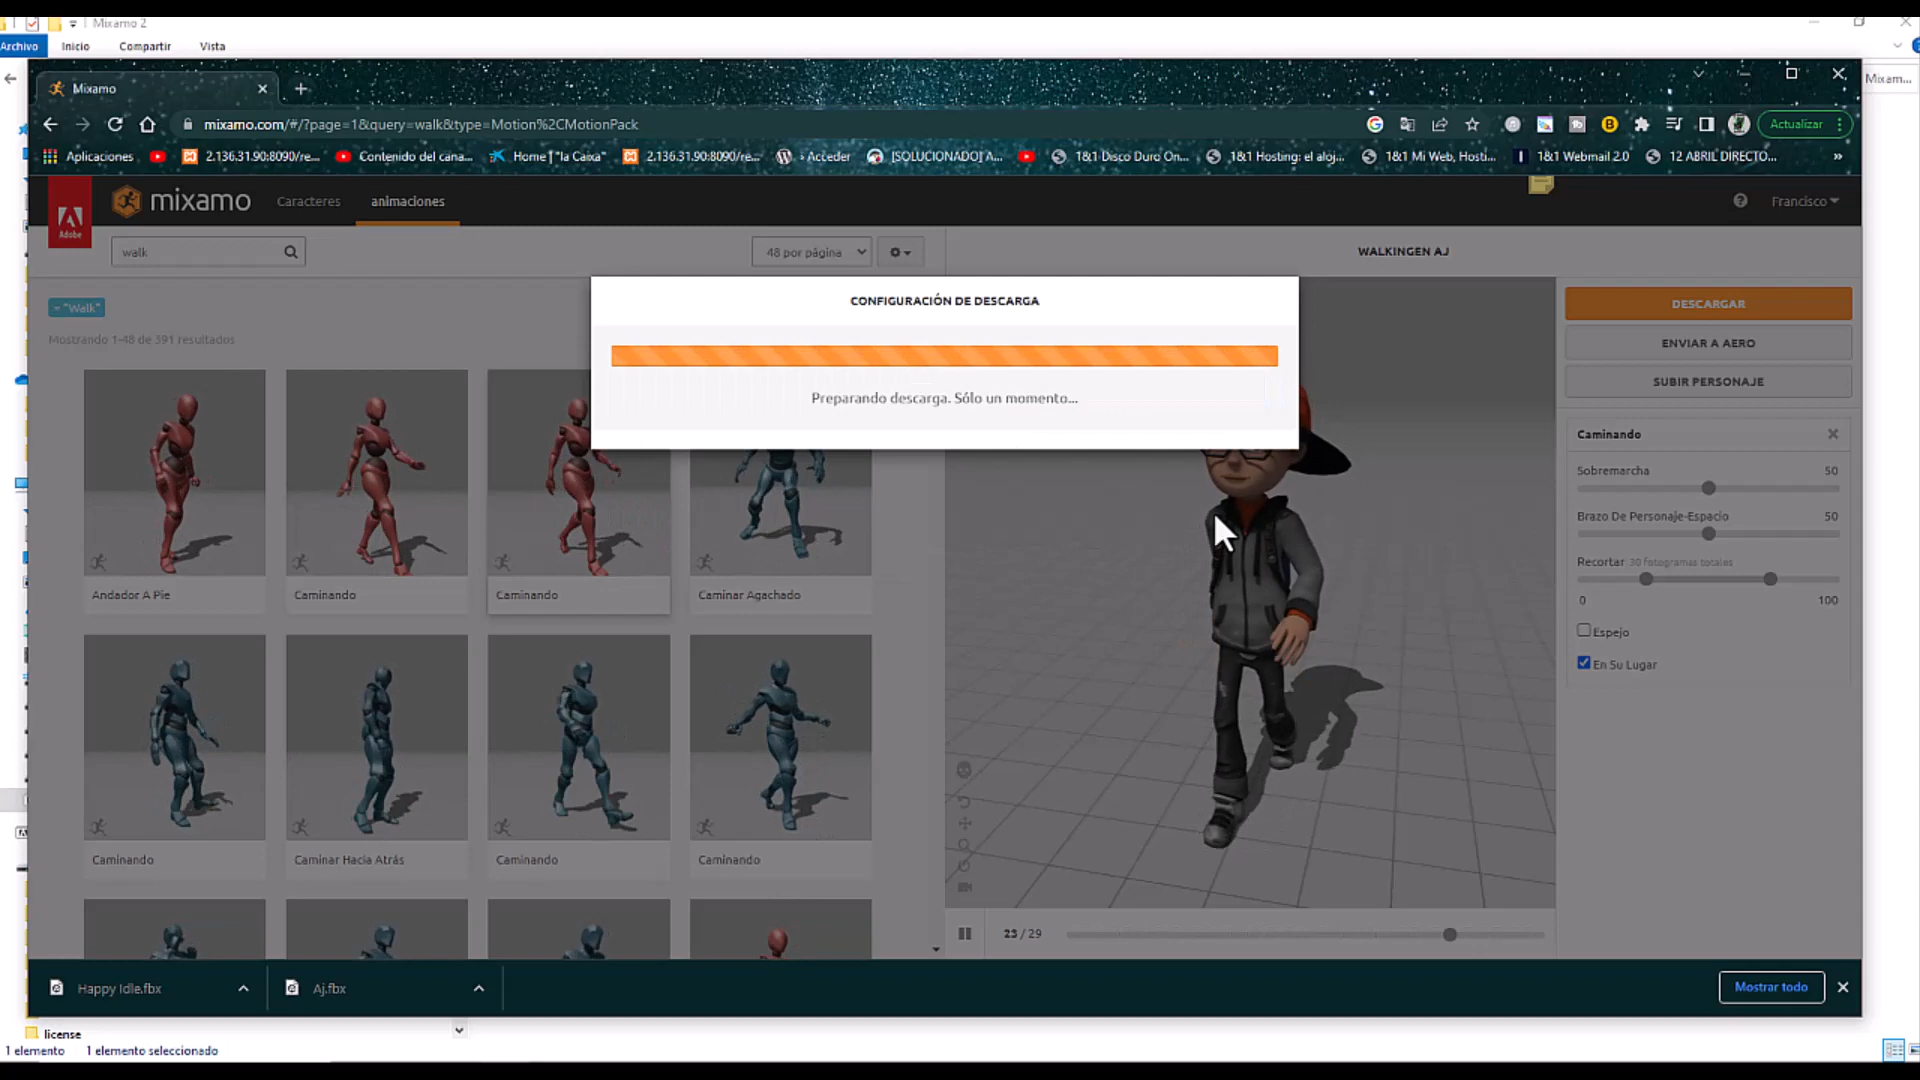 Mixamo 2
Archivo Inicio Compartir Vista
Mixamo
Mixam...
mixamo.com/#/?page=1&query=walk&type=Motion%2CMotionPack
Actualizar
Aplicaciones 2.136.31.90:8090/re... Contenido del cana... Home | "la Caixa" 2.136.31.90:8090/re... › Acceder [SOLUCIONADO] A... 1&1 Disco Duro On... 1&1 Hosting: el aloj... 1&1 Mi Web, Hosti... 1&1 Webmail 2.0 12 ABRIL DIRECTO... »
Adobe
mixamo Caracteres animaciones
Francisco
walk
48 por página
WALKINGEN AJ
CONFIGURACIÓN DE DESCARGA
Preparando descarga. Sólo un momento...
"Walk"
Mostrando 1-48 de 391 resultados
DESCARGAR
ENVIAR A AERO
SUBIR PERSONAJE
Caminando
Sobremarcha 50
Brazo De Personaje-Espacio 50
Recortar 30 fotogramas totales
0 100
Espejo
En Su Lugar
Andador A Pie Caminando Caminando Caminar Agachado
Caminando Caminar Hacia Atrás Caminando Caminando
23 / 29
Happy Idle.fbx Aj.fbx Mostrar todo
license
1 elemento 1 elemento seleccionado